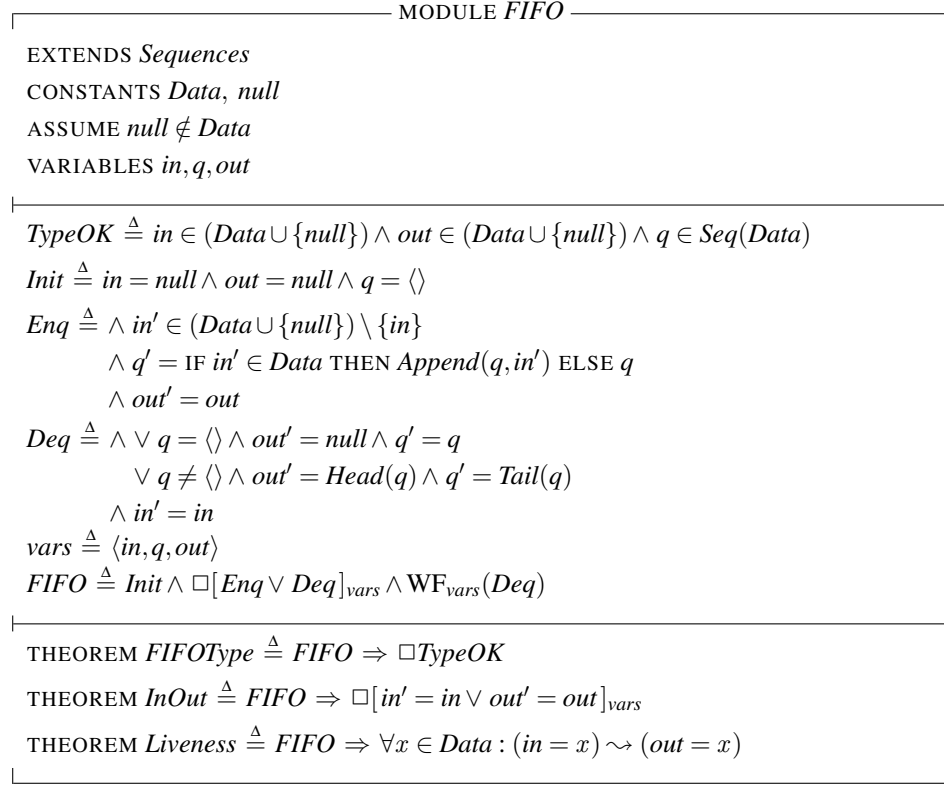 MODULE FIFO
EXTENDS Sequences
CONSTANTS Data, null
ASSUME null ∉ Data
VARIABLES in, q, out
TypeOK ≜ in ∈ (Data ∪ {null}) ∧ out ∈ (Data ∪ {null}) ∧ q ∈ Seq(Data)
Init ≜ in = null ∧ out = null ∧ q = ⟨⟩
Enq ≜ ∧ in′ ∈ (Data ∪ {null}) \ {in}
∧ q′ = IF in′ ∈ Data THEN Append(q, in′) ELSE q
∧ out′ = out
Deq ≜ ∧ ∨ q = ⟨⟩ ∧ out′ = null ∧ q′ = q
∨ q ≠ ⟨⟩ ∧ out′ = Head(q) ∧ q′ = Tail(q)
∧ in′ = in
vars ≜ ⟨in, q, out⟩
FIFO ≜ Init ∧ □[Enq ∨ Deq]vars ∧ WFvars(Deq)
THEOREM FIFOType ≜ FIFO ⇒ □TypeOK
THEOREM InOut ≜ FIFO ⇒ □[in′ = in ∨ out′ = out]vars
THEOREM Liveness ≜ FIFO ⇒ ∀x ∈ Data : (in = x) ⤳ (out = x)